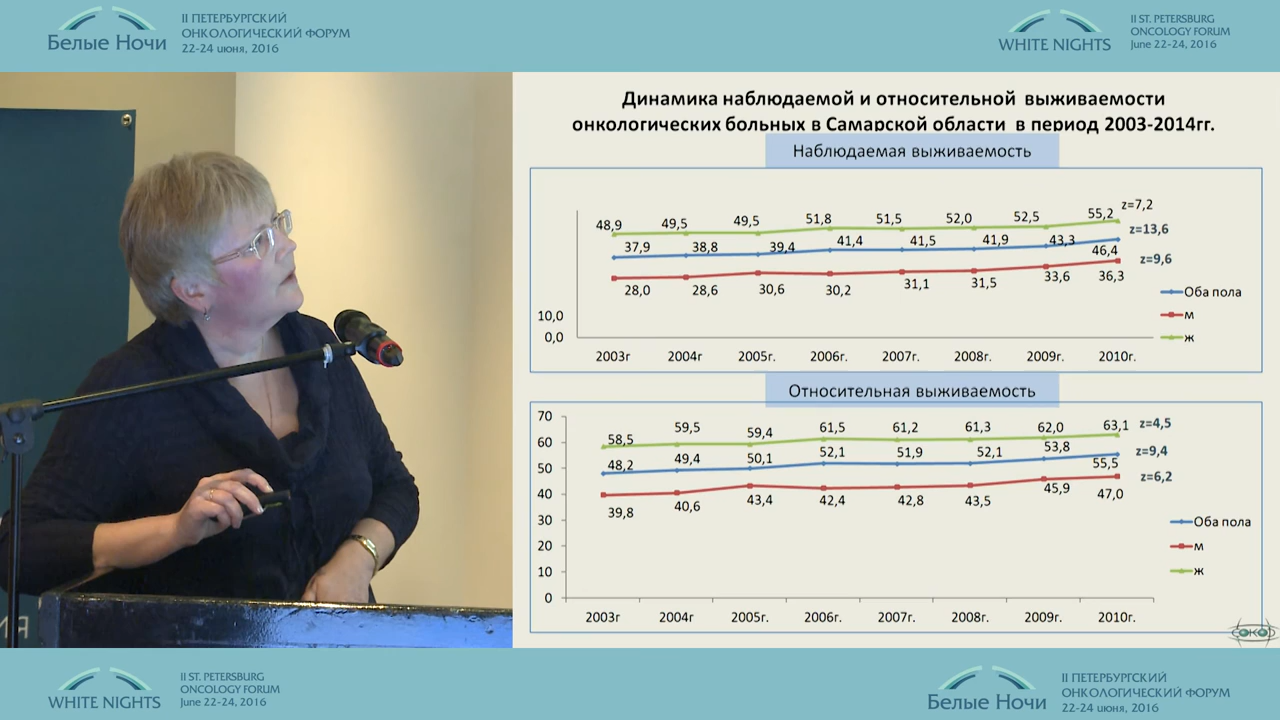 Белые Ночи
II ПЕТЕРБУРГСКИЙ
ОНКОЛОГИЧЕСКИЙ ФОРУМ
22-24 июня, 2016
WHITE NIGHTS
II ST. PETERSBURG
ONCOLOGY FORUM
June 22-24, 2016
Динамика наблюдаемой и относительной выживаемости
онкологических больных в Самарской области в период 2003-2014гг.
Наблюдаемая выживаемость
48,9 49,5 49,5 51,8 51,5 52,0 52,5 55,2 z=7,2
37,9 38,8 39,4 41,4 41,5 41,9 43,3 46,4 z=13,6
28,0 28,6 30,6 30,2 31,1 31,5 33,6 36,3 z=9,6
10,0
0,0
2003г 2004г 2005г. 2006г. 2007г. 2008г. 2009г. 2010г.
Оба пола
м
ж
Относительная выживаемость
70
60
50
40
30
20
10
0
58,5 59,5 59,4 61,5 61,2 61,3 62,0 63,1 z=4,5
48,2 49,4 50,1 52,1 51,9 52,1 53,8 55,5 z=9,4
39,8 40,6 43,4 42,4 42,8 43,5 45,9 47,0 z=6,2
2003г 2004г 2005г. 2006г. 2007г. 2008г. 2009г. 2010г.
Оба пола
м
ж
СОКОД
ИЯ
WHITE NIGHTS
II ST. PETERSBURG
ONCOLOGY FORUM
June 22-24, 2016
Белые Ночи
II ПЕТЕРБУРГСКИЙ
ОНКОЛОГИЧЕСКИЙ ФОРУМ
22-24 июня, 2016